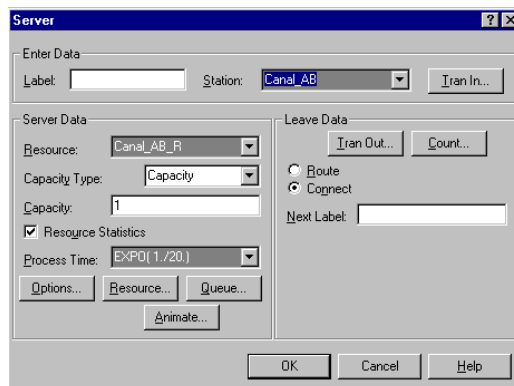 Server
Enter Data
Label: Station: Canal_AB Tran In...
Server Data
Resource: Canal_AB_R
Capacity Type: Capacity
Capacity: 1
Resource Statistics
Process Time: EXPO( 1./20.)
Options... Resource... Queue...
Animate...
Leave Data
Tran Out... Count...
Route
Connect
Next Label:
OK Cancel Help